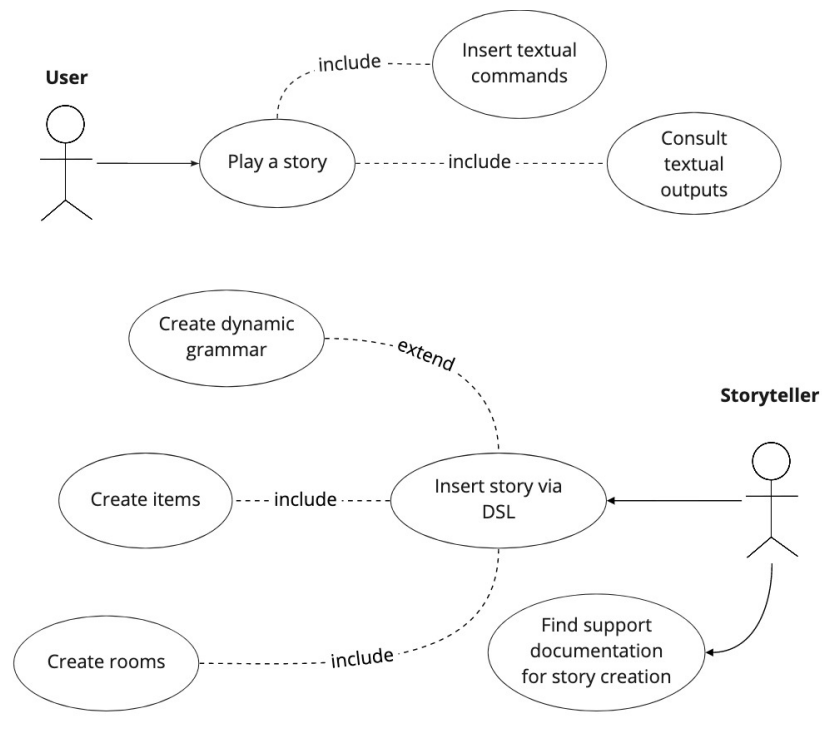 User
include
Insert textual
commands
Play a story
include
Consult
textual
outputs
Create dynamic
grammar
extend
Storyteller
Create items
include
Insert story via
DSL
Create rooms
include
Find support
documentation
for story creation